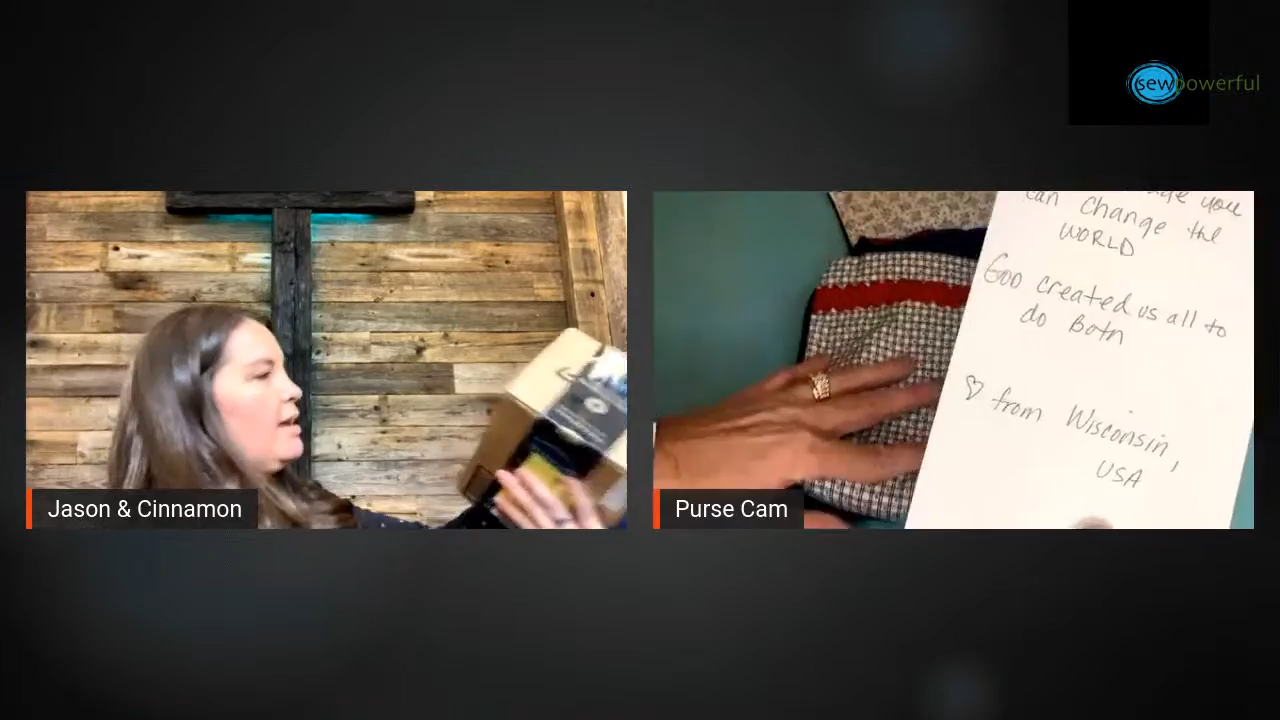 sewpowerful
you
can change the
WORLD
GOD created us all to
do Both
♡ from Wisconsin,
USA
Jason & Cinnamon
Purse Cam